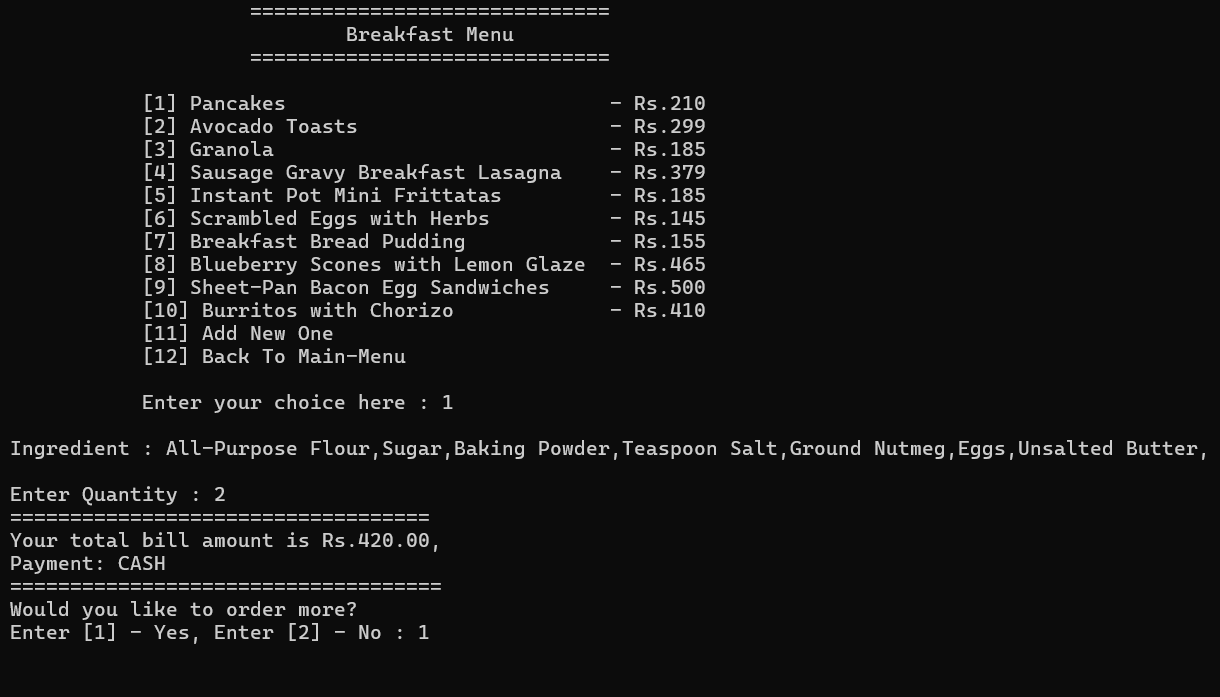 ==============================
Breakfast Menu
==============================
[1] Pancakes - Rs.210
[2] Avocado Toasts - Rs.299
[3] Granola - Rs.185
[4] Sausage Gravy Breakfast Lasagna - Rs.379
[5] Instant Pot Mini Frittatas - Rs.185
[6] Scrambled Eggs with Herbs - Rs.145
[7] Breakfast Bread Pudding - Rs.155
[8] Blueberry Scones with Lemon Glaze - Rs.465
[9] Sheet-Pan Bacon Egg Sandwiches - Rs.500
[10] Burritos with Chorizo - Rs.410
[11] Add New One
[12] Back To Main-Menu
Enter your choice here : 1
Ingredient : All-Purpose Flour,Sugar,Baking Powder,Teaspoon Salt,Ground Nutmeg,Eggs,Unsalted Butter,
Enter Quantity : 2
===================================
Your total bill amount is Rs.420.00,
Payment: CASH
====================================
Would you like to order more?
Enter [1] - Yes, Enter [2] - No : 1